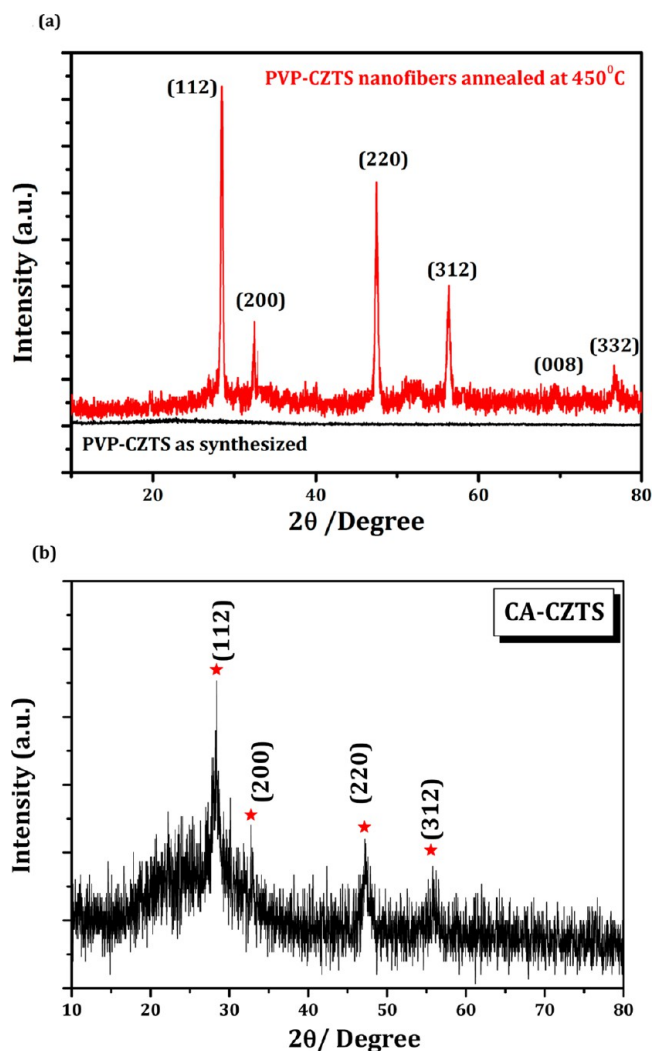 (a)
PVP-CZTS nanofibers annealed at 450⁰C
(112)
(220)
(312)
(200)
(008)
(332)
PVP-CZTS as synthesized
Intensity (a.u.)
20
40
60
80
2θ /Degree
(b)
CA-CZTS
(112)
(200)
(220)
(312)
Intensity (a.u.)
10
20
30
40
50
60
70
80
2θ/ Degree